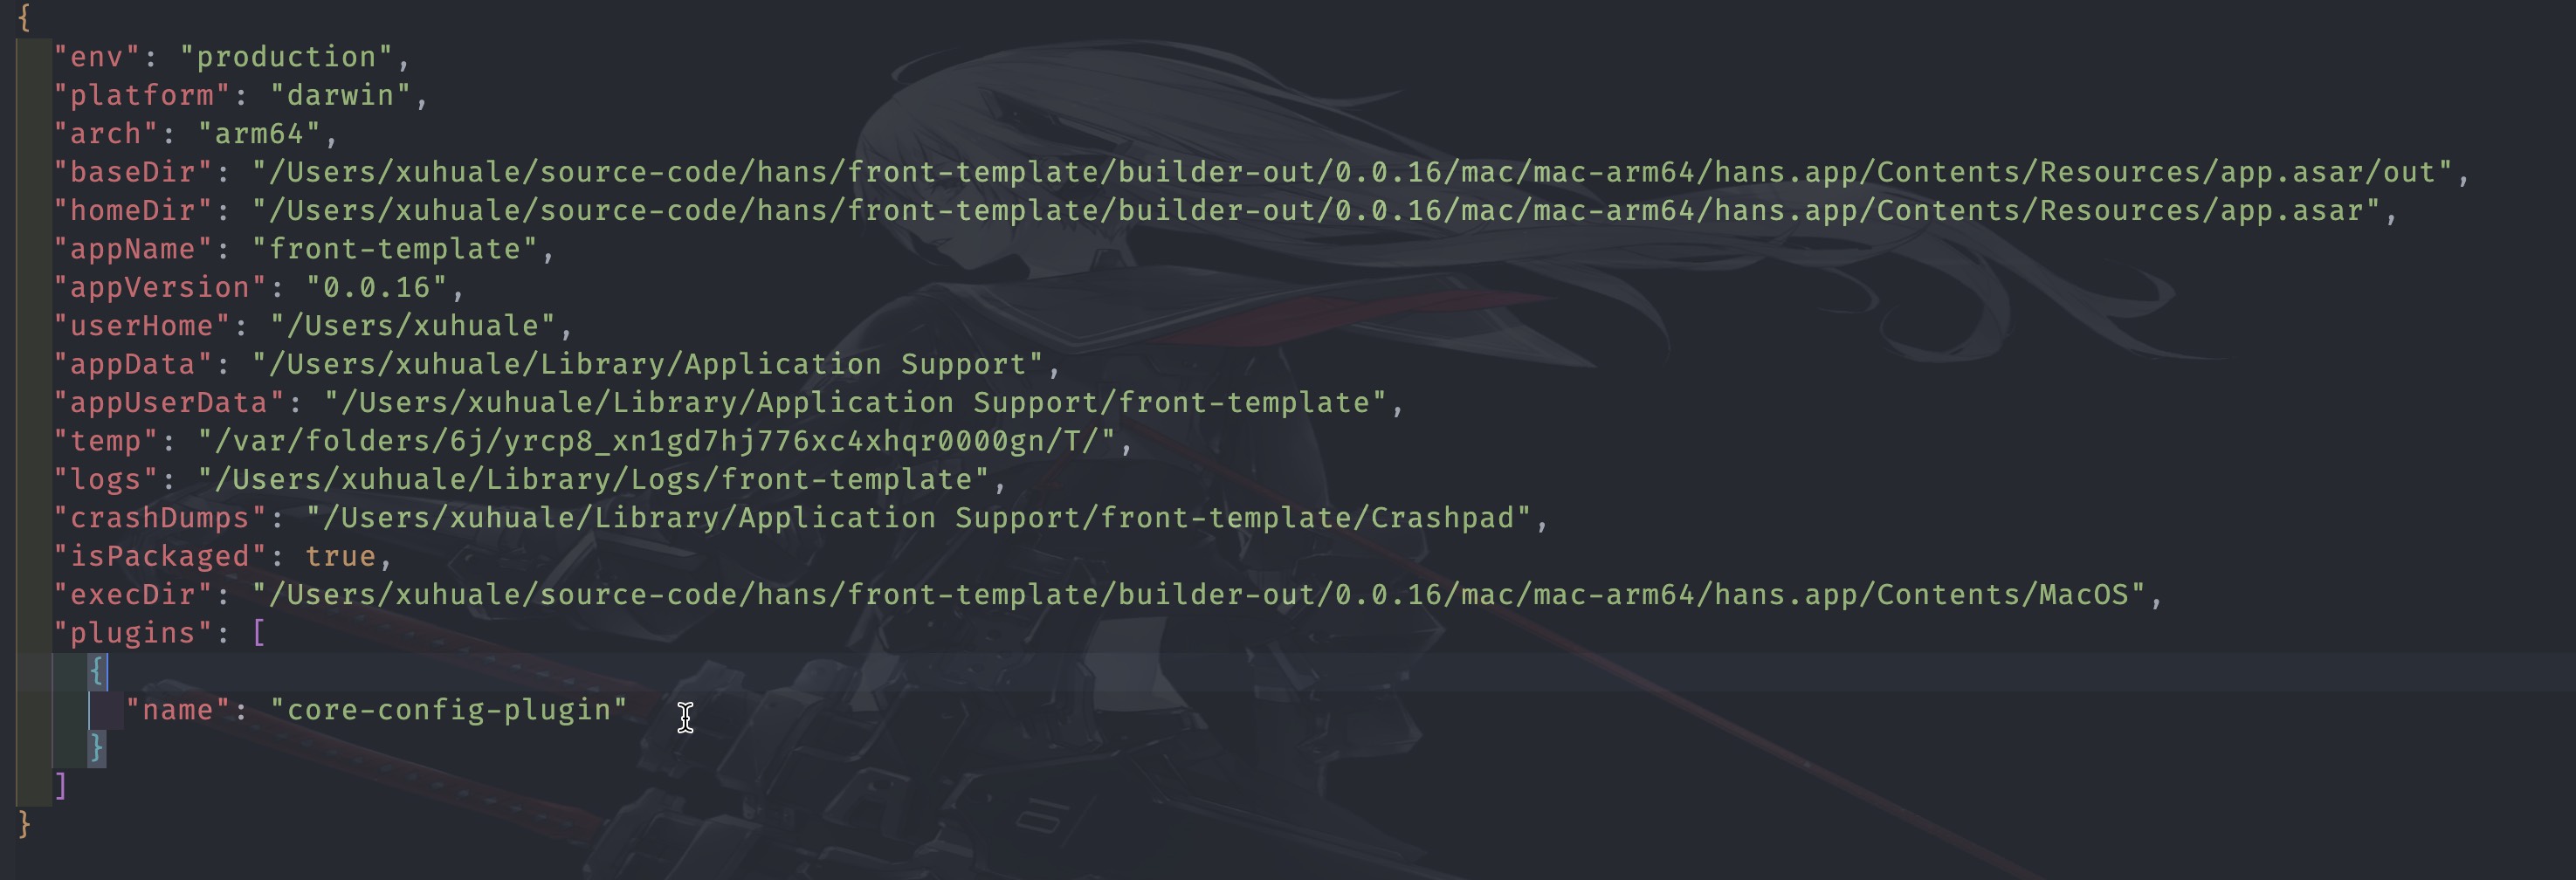 {
"env": "production",
"platform": "darwin",
"arch": "arm64",
"baseDir": "/Users/xuhuale/source-code/hans/front-template/builder-out/0.0.16/mac/mac-arm64/hans.app/Contents/Resources/app.asar/out",
"homeDir": "/Users/xuhuale/source-code/hans/front-template/builder-out/0.0.16/mac/mac-arm64/hans.app/Contents/Resources/app.asar",
"appName": "front-template",
"appVersion": "0.0.16",
"userHome": "/Users/xuhuale",
"appData": "/Users/xuhuale/Library/Application Support",
"appUserData": "/Users/xuhuale/Library/Application Support/front-template",
"temp": "/var/folders/6j/yrcp8_xn1gd7hj776xc4xhqr0000gn/T/",
"logs": "/Users/xuhuale/Library/Logs/front-template",
"crashDumps": "/Users/xuhuale/Library/Application Support/front-template/Crashpad",
"isPackaged": true,
"execDir": "/Users/xuhuale/source-code/hans/front-template/builder-out/0.0.16/mac/mac-arm64/hans.app/Contents/MacOS",
"plugins": [
{
"name": "core-config-plugin"
}
]
}